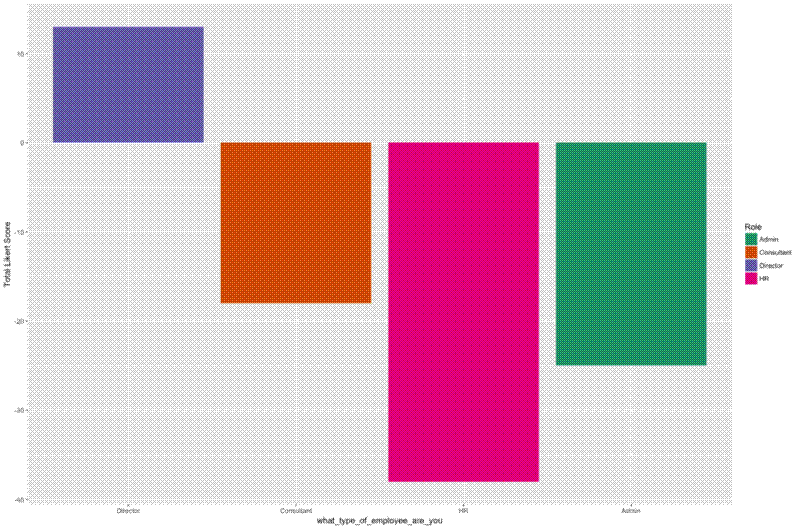 Total Likert Score
10
0
-10
-20
-30
-40
Director
Consultant
HR
Admin
what_type_of_employee_are_you
Role
Admin
Consultant
Director
HR